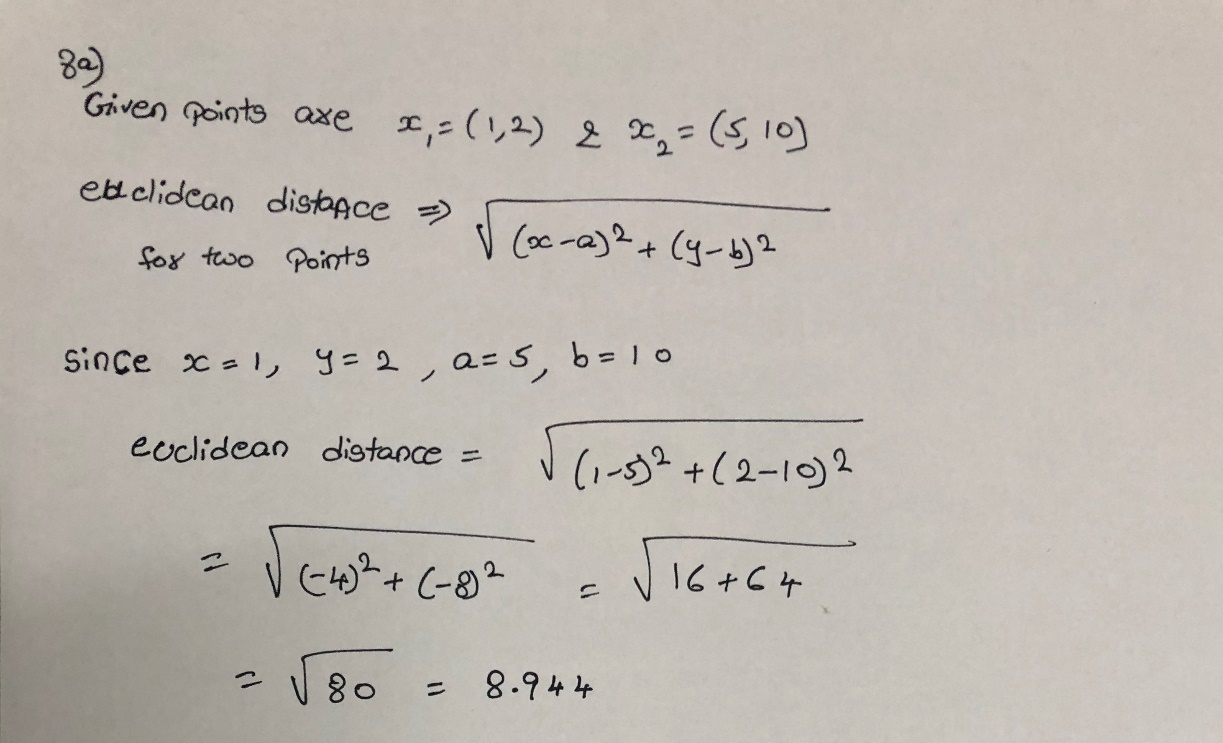 8a)
Given points are x₁=(1,2) & x₂=(5,10)
euclidean distance ⇒ √(x-a)²+(y-b)²
for two points
since x=1, y=2, a=5, b=10
euclidean distance = √(1-5)²+(2-10)²
= √(-4)²+(-8)² = √16+64
= √80 = 8.944